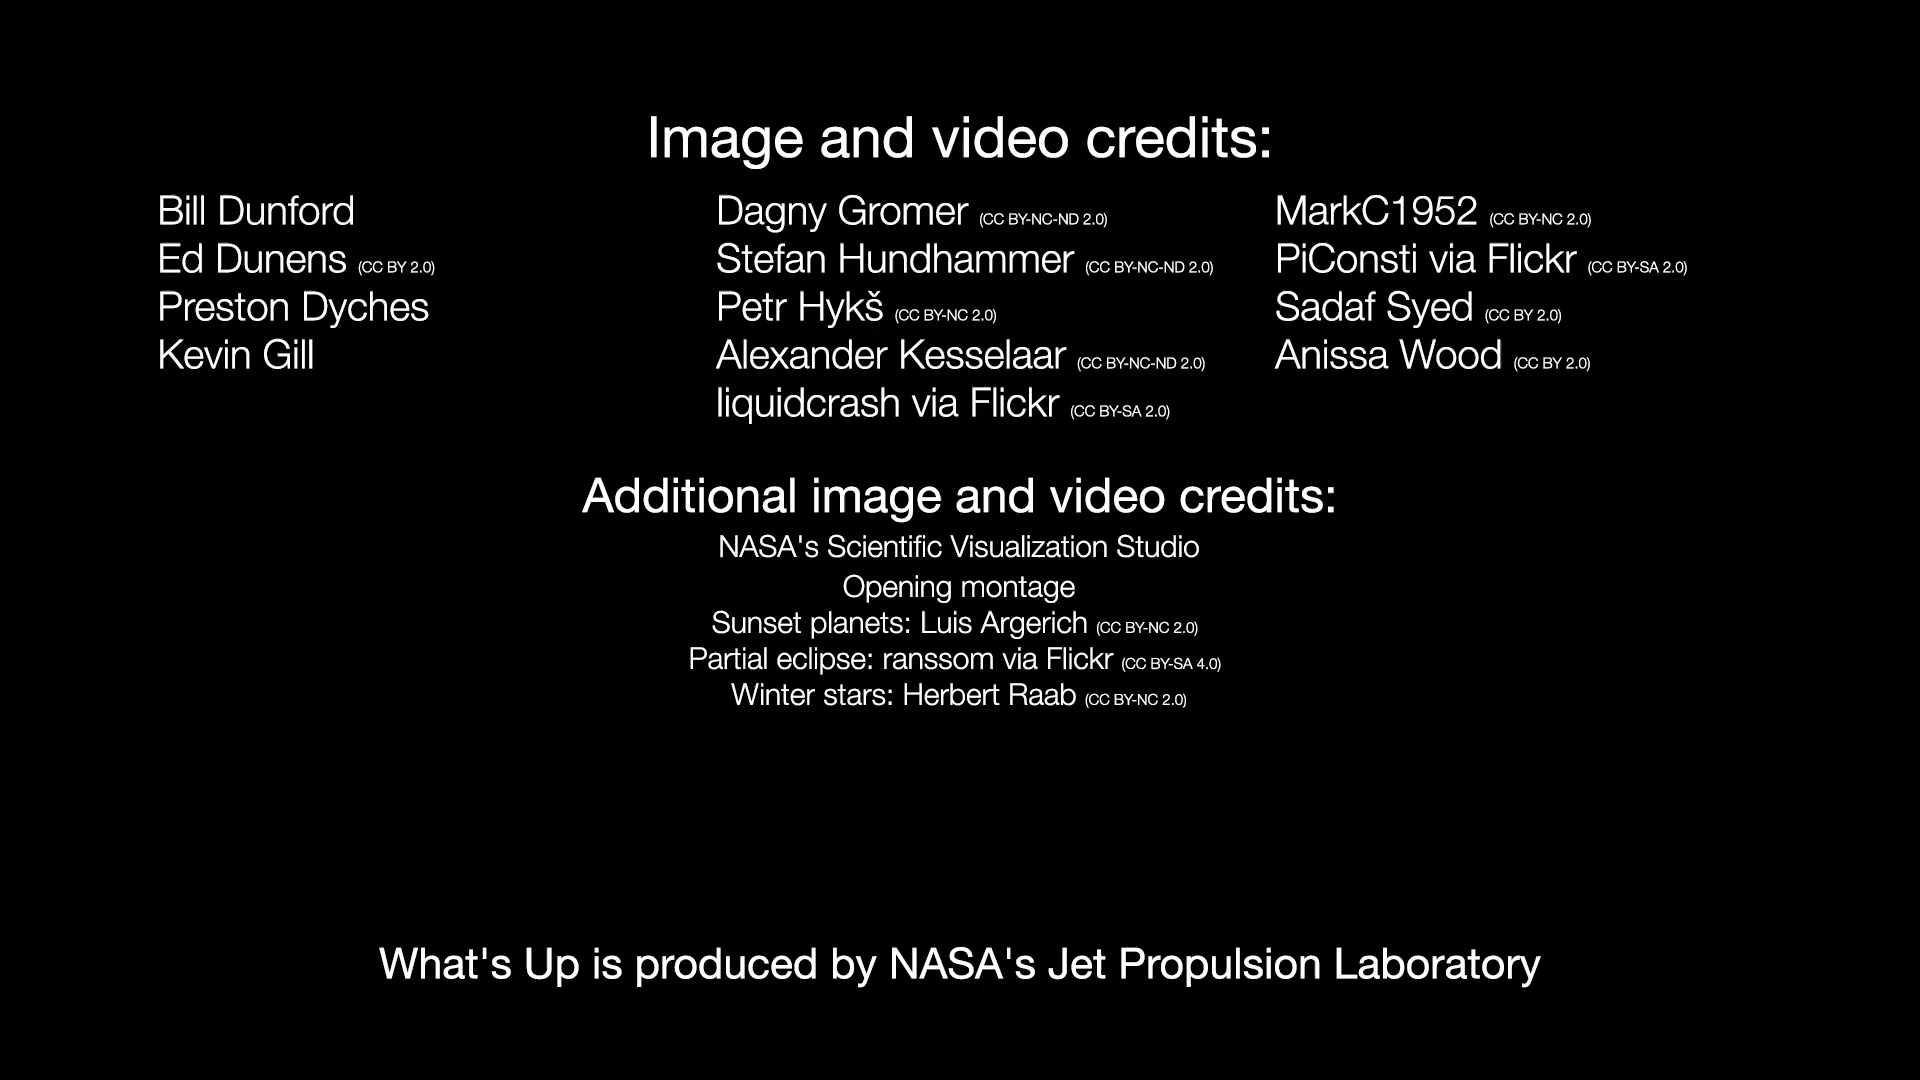 Image and video credits:
Bill Dunford
Ed Dunens (CC BY 2.0)
Preston Dyches
Kevin Gill
Dagny Gromer (CC BY-NC-ND 2.0)
Stefan Hundhammer (CC BY-NC-ND 2.0)
Petr Hykš (CC BY-NC 2.0)
Alexander Kesselaar (CC BY-NC-ND 2.0)
liquidcrash via Flickr (CC BY-SA 2.0)
MarkC1952 (CC BY-NC 2.0)
PiConsti via Flickr (CC BY-SA 2.0)
Sadaf Syed (CC BY 2.0)
Anissa Wood (CC BY 2.0)
Additional image and video credits:
NASA's Scientific Visualization Studio
Opening montage
Sunset planets: Luis Argerich (CC BY-NC 2.0)
Partial eclipse: ranssom via Flickr (CC BY-SA 4.0)
Winter stars: Herbert Raab (CC BY-NC 2.0)
What's Up is produced by NASA's Jet Propulsion Laboratory